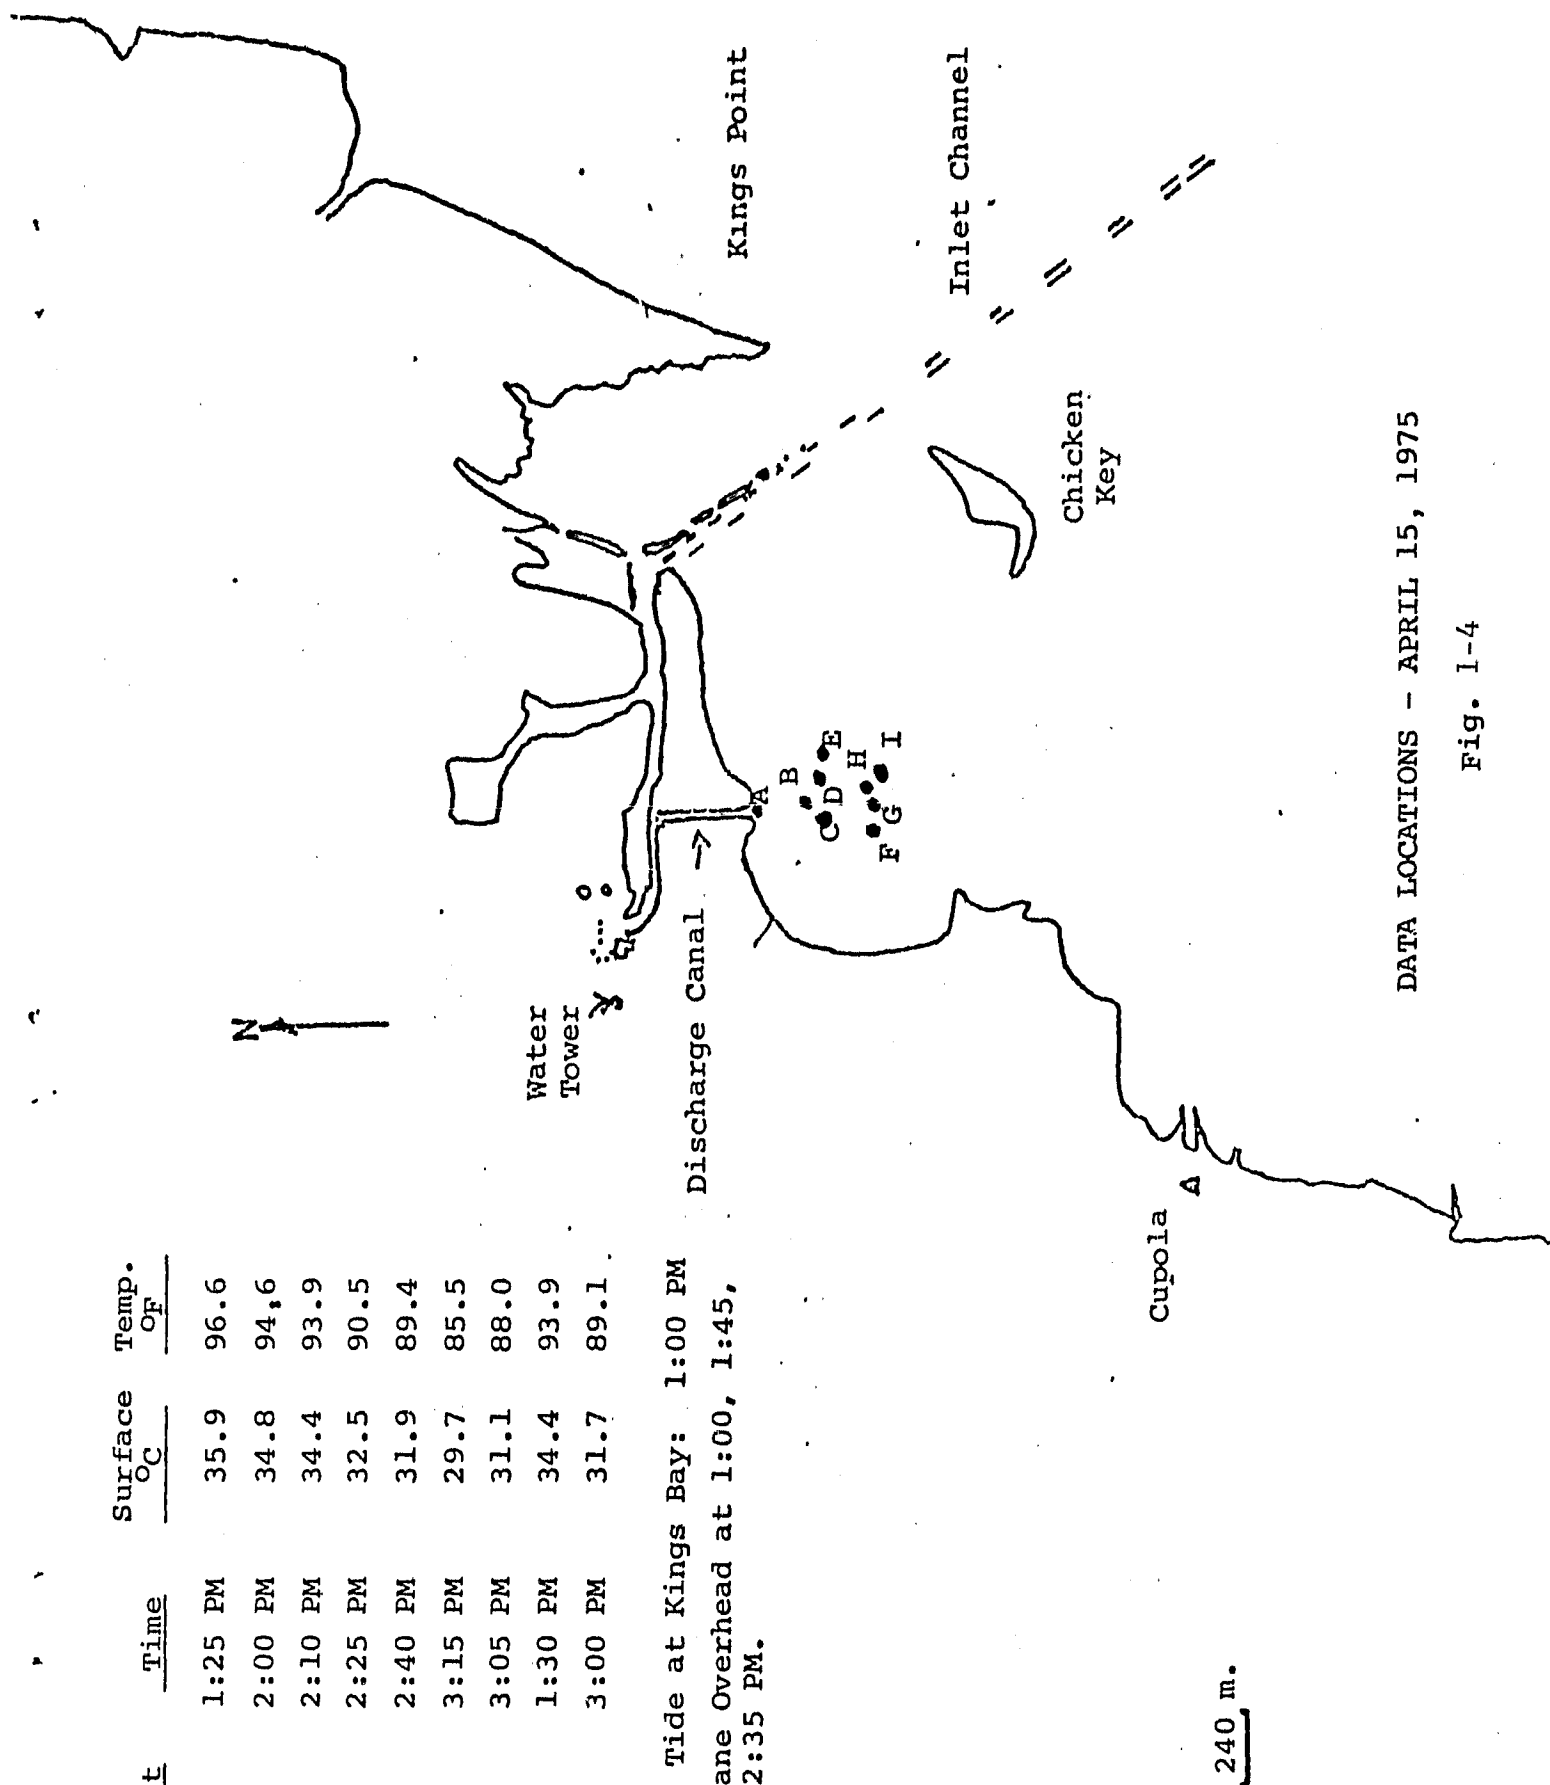 t Time Surface Temp.
°C °F
1:25 PM 35.9 96.6
2:00 PM 34.8 94.6
2:10 PM 34.4 93.9
2:25 PM 32.5 90.5
2:40 PM 31.9 89.4
3:15 PM 29.7 85.5
3:05 PM 31.1 88.0
1:30 PM 34.4 93.9
3:00 PM 31.7 89.1
Tide at Kings Bay: 1:00 PM
ane Overhead at 1:00, 1:45,
2:35 PM.
N
Water
Tower
Discharge Canal
Kings Point
Inlet Channel
A
B
C
D
E
F
G
H
I
Chicken
Key
Cupola
240 m.
DATA LOCATIONS - APRIL 15, 1975
Fig. 1-4